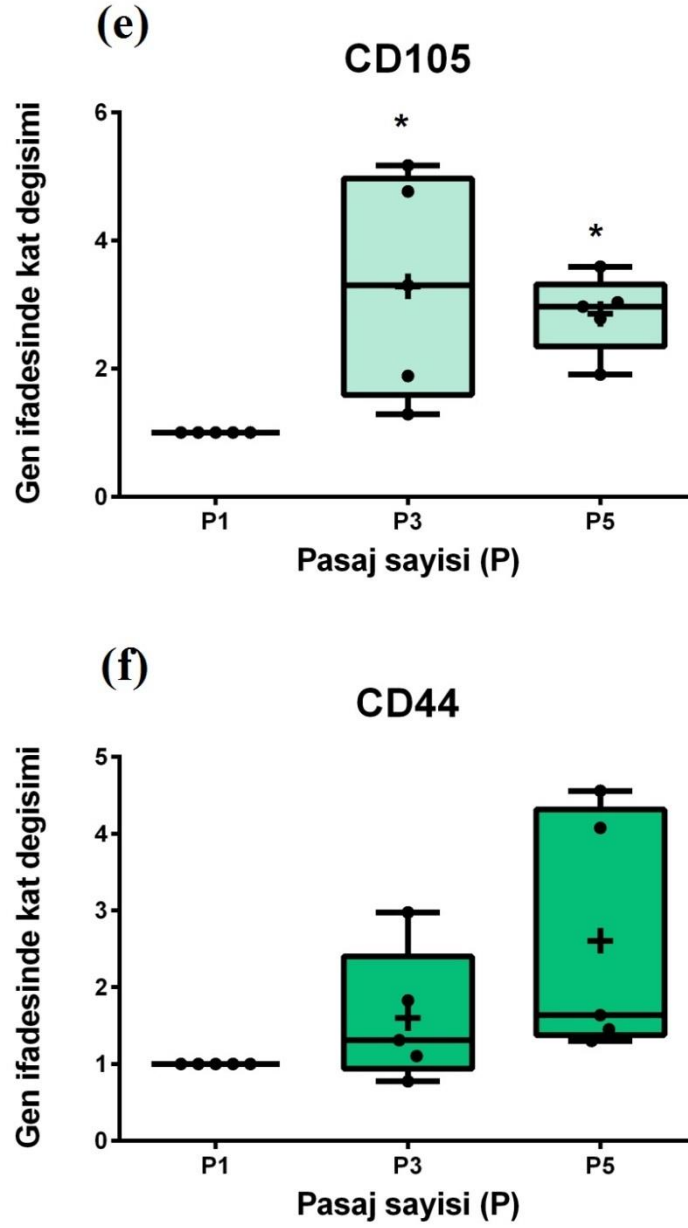 (e)
CD105
Gen ifadesinde kat degisimi
6
*
4
*
2
0
P1 P3 P5
Pasaj sayisi (P)
(f)
CD44
Gen ifadesinde kat degisimi
5
4
3
2
1
0
P1 P3 P5
Pasaj sayisi (P)